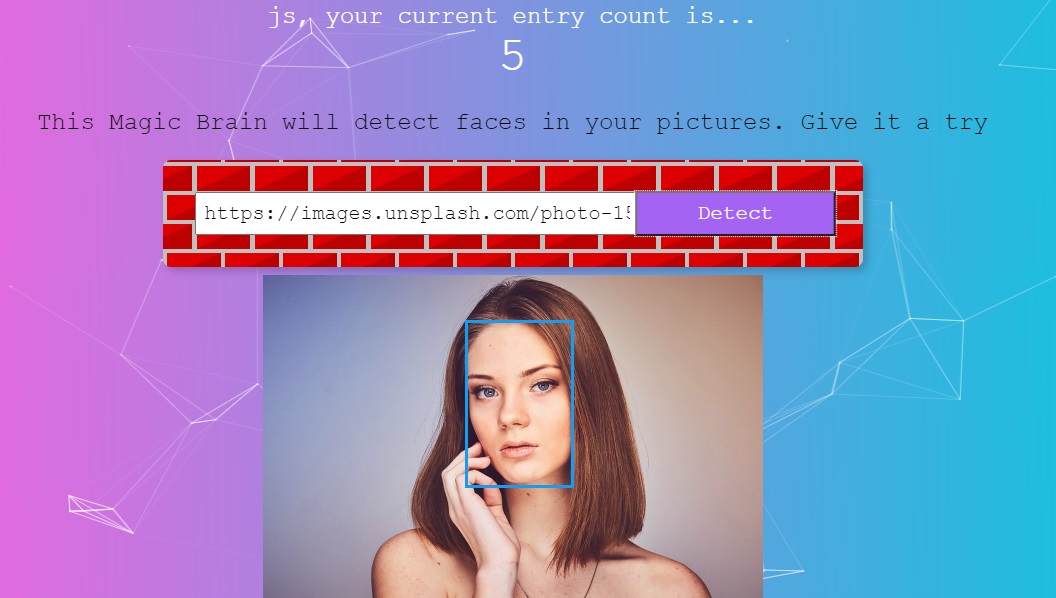 js, your current entry count is...
5
This Magic Brain will detect faces in your pictures. Give it a try
https://images.unsplash.com/photo-15
Detect